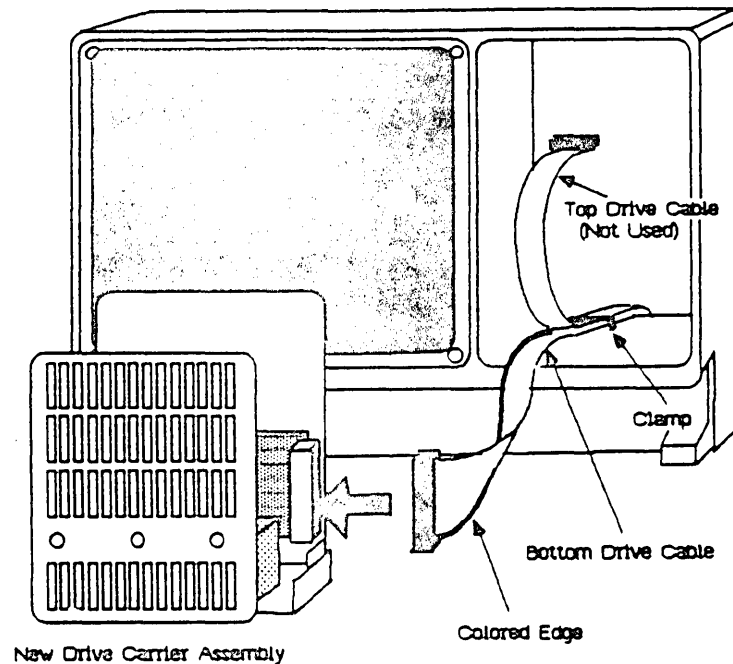 Top Drive Cable
(Not Used)
Clamp
Bottom Drive Cable
Colored Edge
New Drive Carrier Assembly